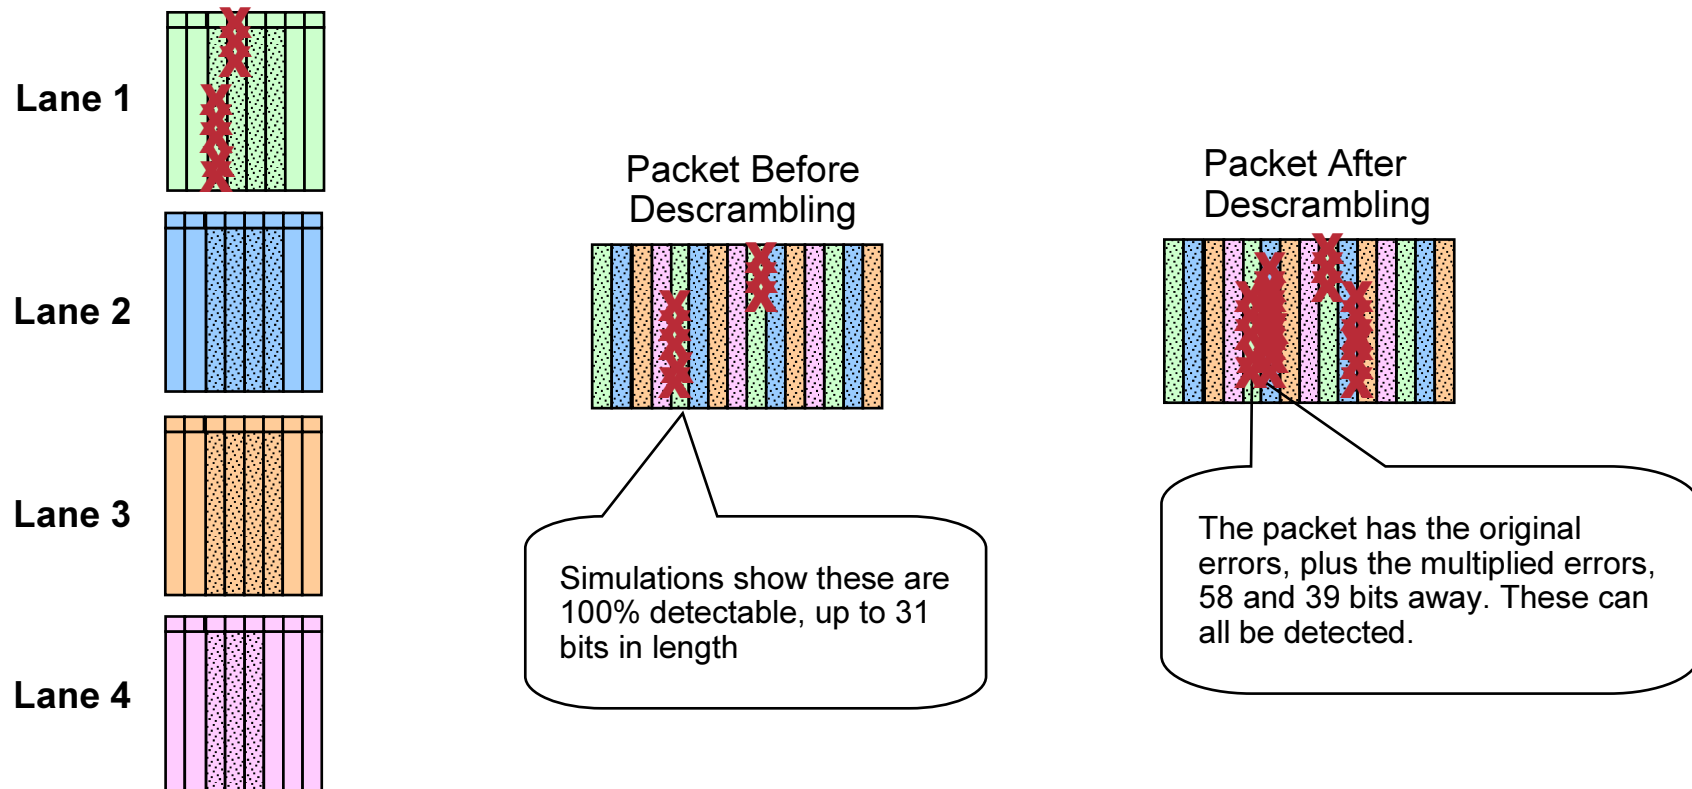 Lane 1
Lane 2
Lane 3
Lane 4
Packet Before
Descrambling
Simulations show these are
100% detectable, up to 31
bits in length
Packet After
Descrambling
The packet has the original
errors, plus the multiplied errors,
58 and 39 bits away. These can
all be detected.